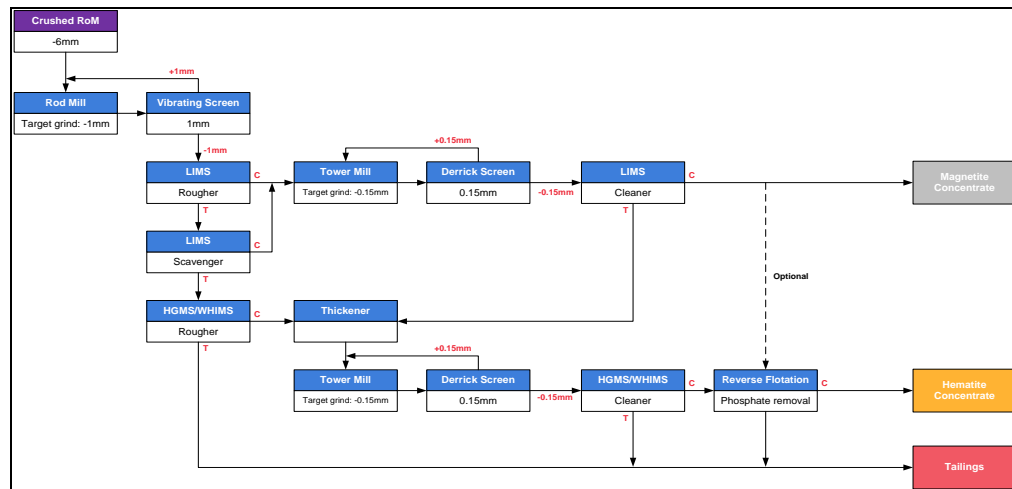 Crushed RoM
-6mm
+1mm
Rod Mill
Target grind: -1mm
Vibrating Screen
1mm
-1mm
LIMS
Rougher
C
T
+0.15mm
Tower Mill
Target grind: -0.15mm
Derrick Screen
0.15mm
-0.15mm
LIMS
Cleaner
C
T
Magnetite
Concentrate
LIMS
Scavenger
C
T
Optional
HGMS/WHIMS
Rougher
C
T
Thickener
+0.15mm
Tower Mill
Target grind: -0.15mm
Derrick Screen
0.15mm
-0.15mm
HGMS/WHIMS
Cleaner
C
T
Reverse Flotation
Phosphate removal
C
Hematite
Concentrate
Tailings